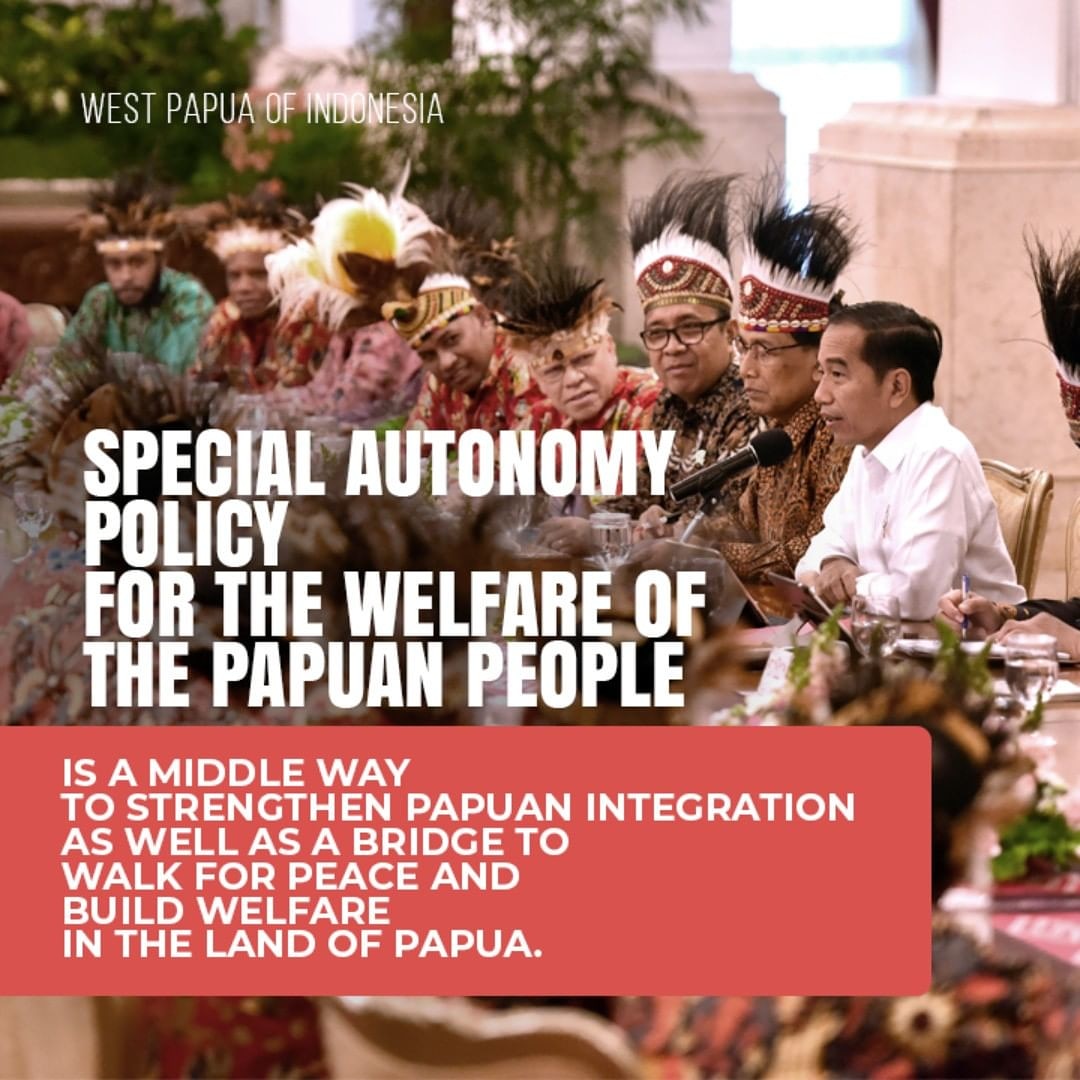 WEST PAPUA OF INDONESIA
SPECIAL AUTONOMY
POLICY
FOR THE WELFARE OF
THE PAPUAN PEOPLE
IS A MIDDLE WAY
TO STRENGTHEN PAPUAN INTEGRATION
AS WELL AS A BRIDGE TO
WALK FOR PEACE AND
BUILD WELFARE
IN THE LAND OF PAPUA.